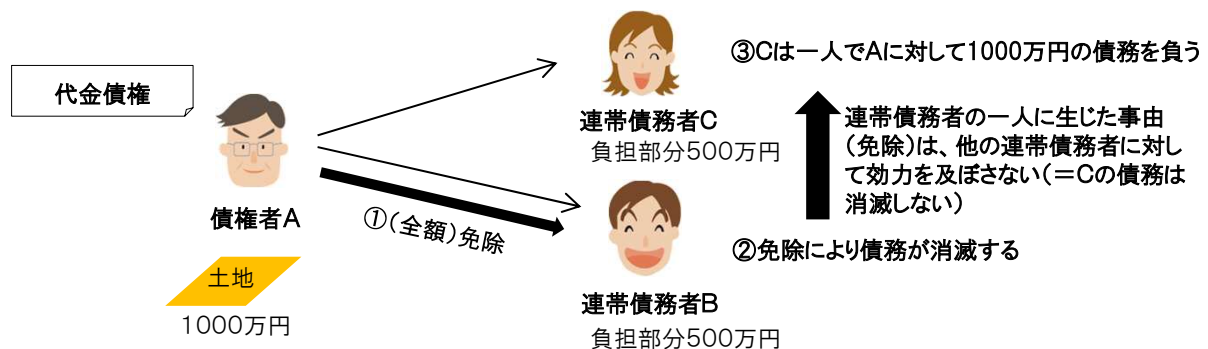 代金債権
債権者A
土地
1000万円
①(全額)免除
連帯債務者C
負担部分500万円
連帯債務者B
負担部分500万円
③Cは一人でAに対して1000万円の債務を負う
連帯債務者の一人に生じた事由
(免除)は、他の連帯債務者に対し
て効力を及ぼさない(=Cの債務は
消滅しない)
②免除により債務が消滅する